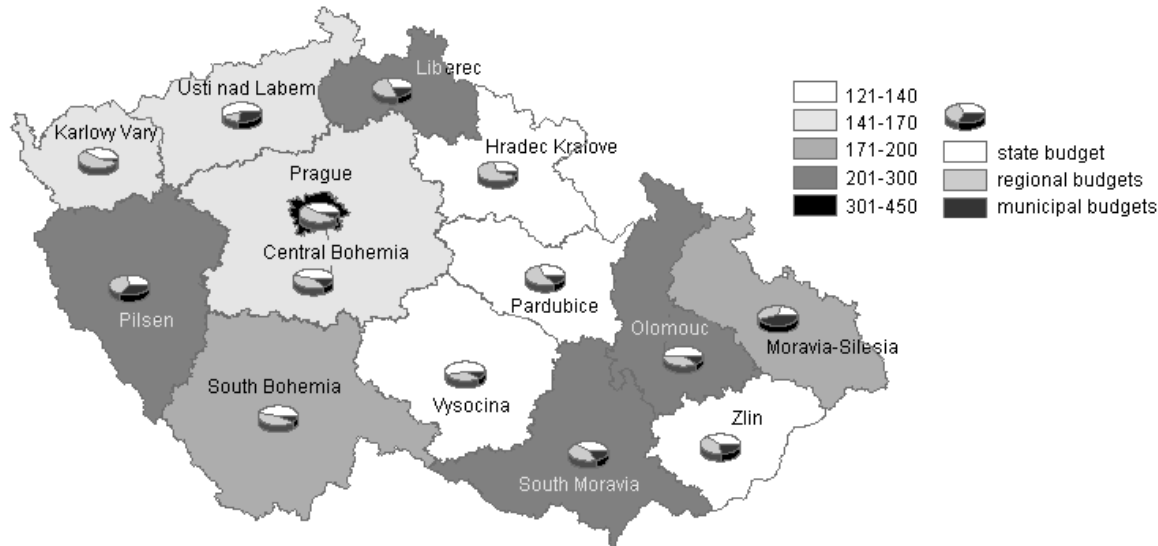 Liberec
Usti nad Labem
Karlovy Vary
Hradec Kralove
Prague
Central Bohemia
Pardubice
Pilsen
Olomouc
Moravia-Silesia
South Bohemia
Vysocina
Zlin
South Moravia
121-140
141-170
171-200
201-300
301-450
state budget
regional budgets
municipal budgets